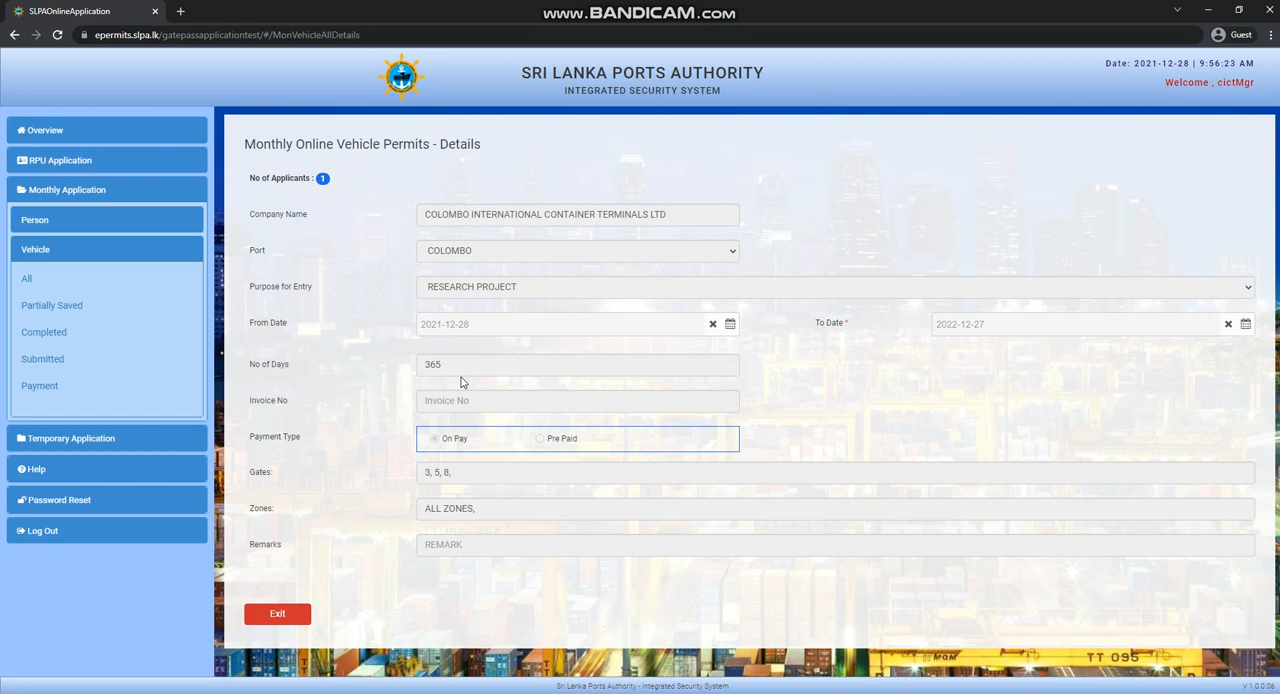 www.BANDICAM.com
SLPAOnlineApplication
epermits.slpa.lk/gatepassapplicationtest/#/MonVehicleAllDetails
Guest
SRI LANKA PORTS AUTHORITY
INTEGRATED SECURITY SYSTEM
Date: 2021-12-28 | 9:56:23 AM
Welcome , cictMgr
Overview
RPU Application
Monthly Application
Person
Vehicle
All
Partially Saved
Completed
Submitted
Payment
Temporary Application
Help
Password Reset
Log Out
Monthly Online Vehicle Permits - Details
No of Applicants : 1
Company Name COLOMBO INTERNATIONAL CONTAINER TERMINALS LTD
Port COLOMBO
Purpose for Entry RESEARCH PROJECT
From Date 2021-12-28 To Date * 2022-12-27
No of Days 365
Invoice No Invoice No
Payment Type On Pay Pre Paid
Gates: 3, 5, 8,
Zones: ALL ZONES,
Remarks REMARK
Exit
MGM TT 095
Sri Lanka Ports Authority - Integrated Security System
V 1.0.0.06